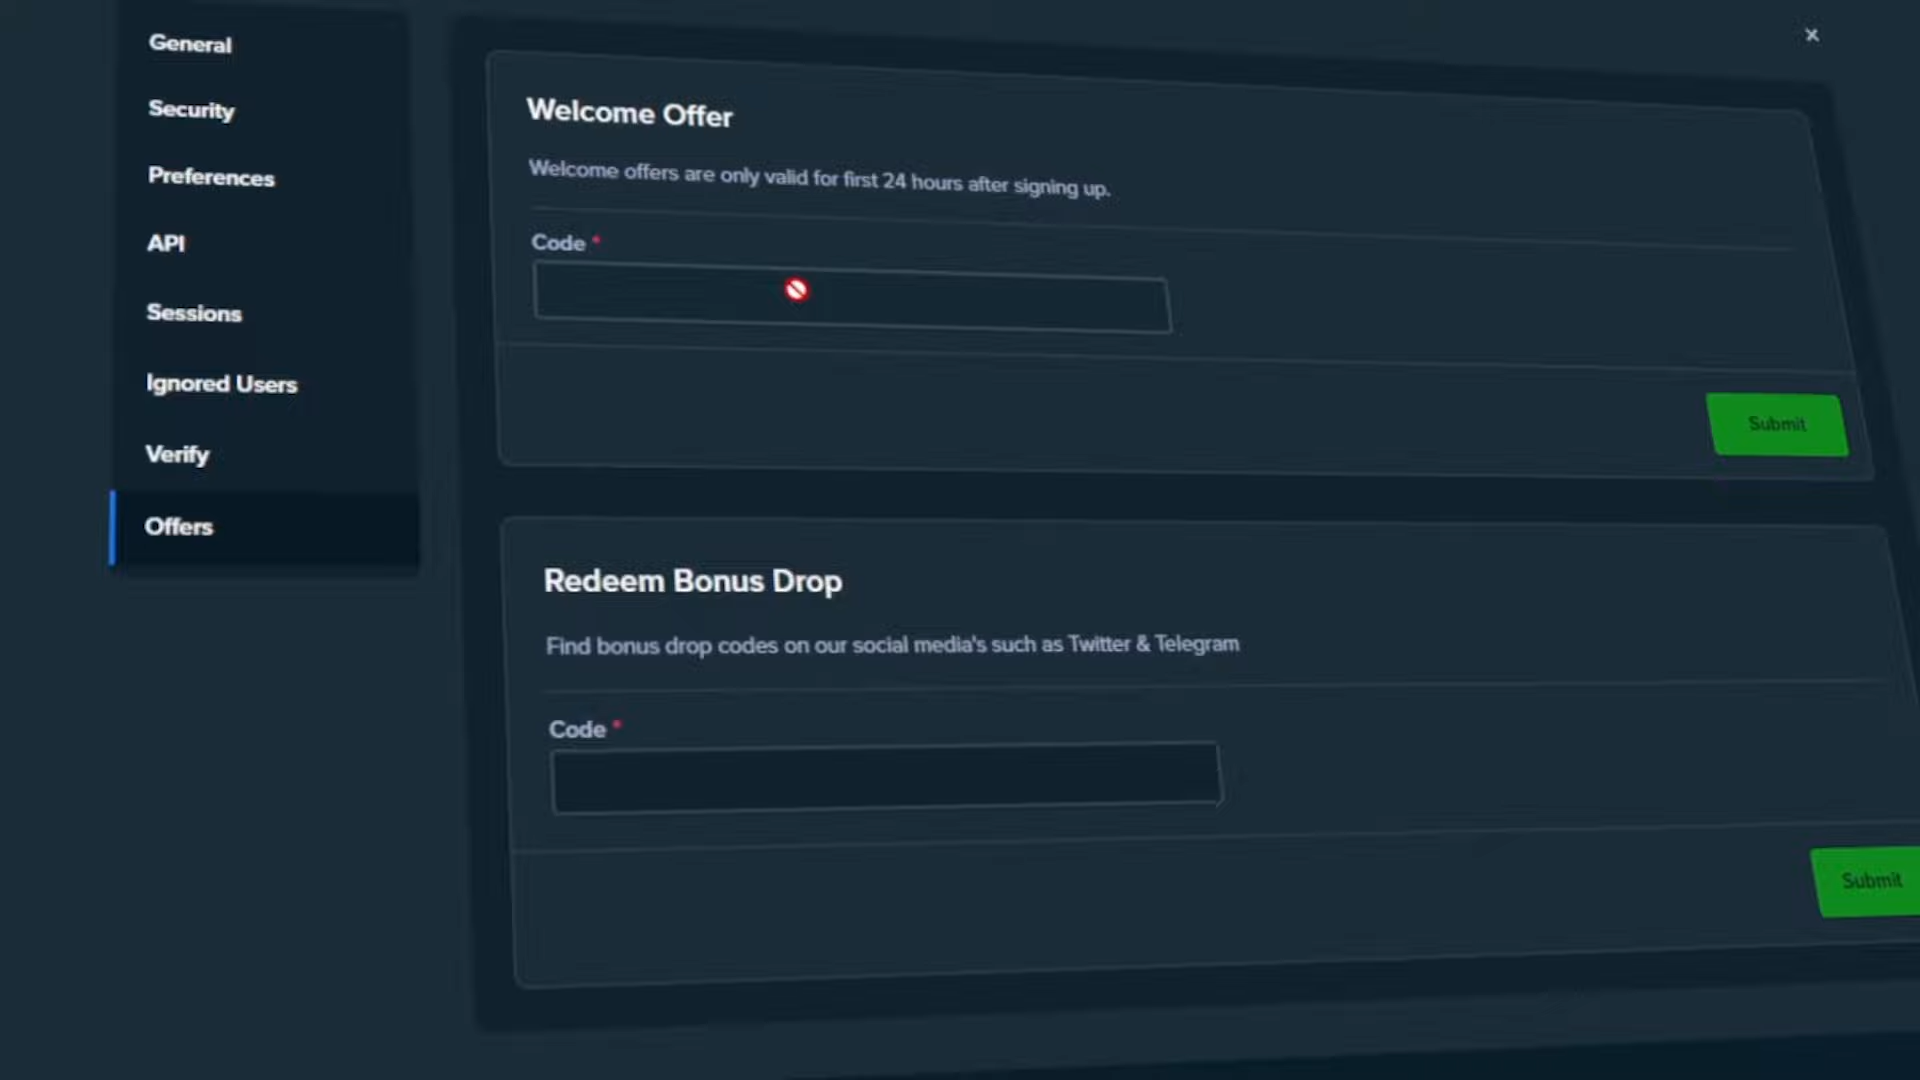 General
Security
Preferences
API
Sessions
Ignored Users
Verify
Offers
Welcome Offer
Welcome offers are only valid for first 24 hours after signing up.
Code *
Submit
Redeem Bonus Drop
Find bonus drop codes on our social media's such as Twitter & Telegram
Code *
Submit